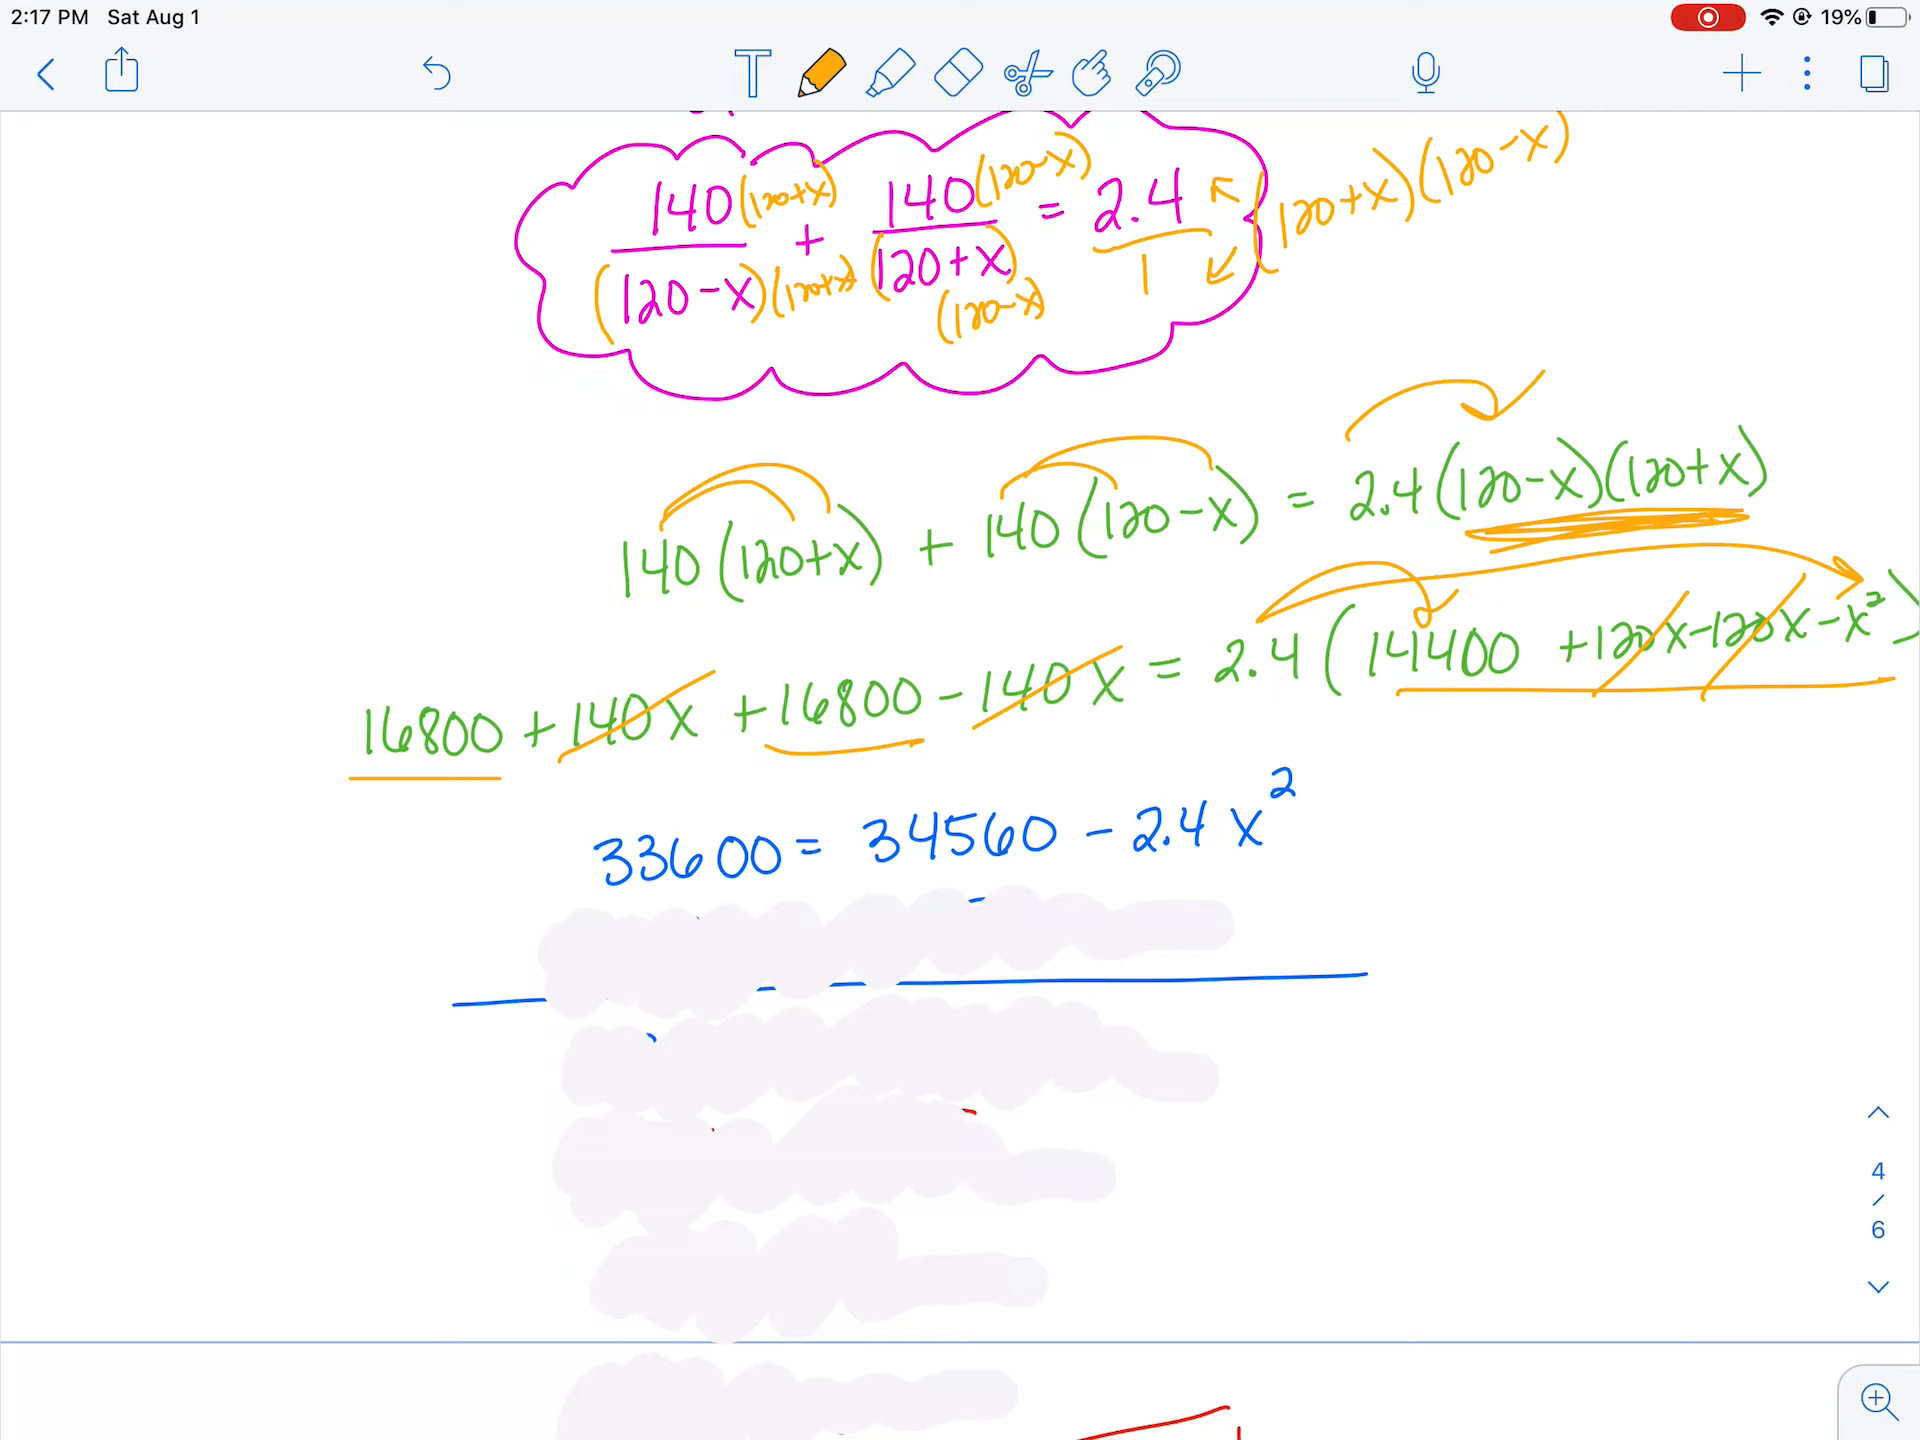 2:17 PM Sat Aug 1 19%
140(120+x) 140(120-x) (120+x)(120-x)
+ = 2.4
(120-x)(120+x) (120+x) 1
(120-x)
140(120+x) + 140(120-x) = 2.4(120-x)(120+x)
16800 + 140x + 16800 - 140x = 2.4(14400 + 120x - 120x - x²)
33600 = 34560 - 2.4x²
4
/
6